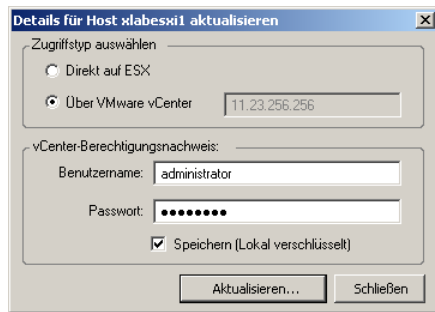 Details für Host xlabesxi1 aktualisieren
Zugriffstyp auswählen
Direkt auf ESX
Über VMware vCenter 11.23.256.256
vCenter-Berechtigungsnachweis:
Benutzername: administrator
Passwort: ●●●●●●●●
Speichern (Lokal verschlüsselt)
Aktualisieren... Schließen